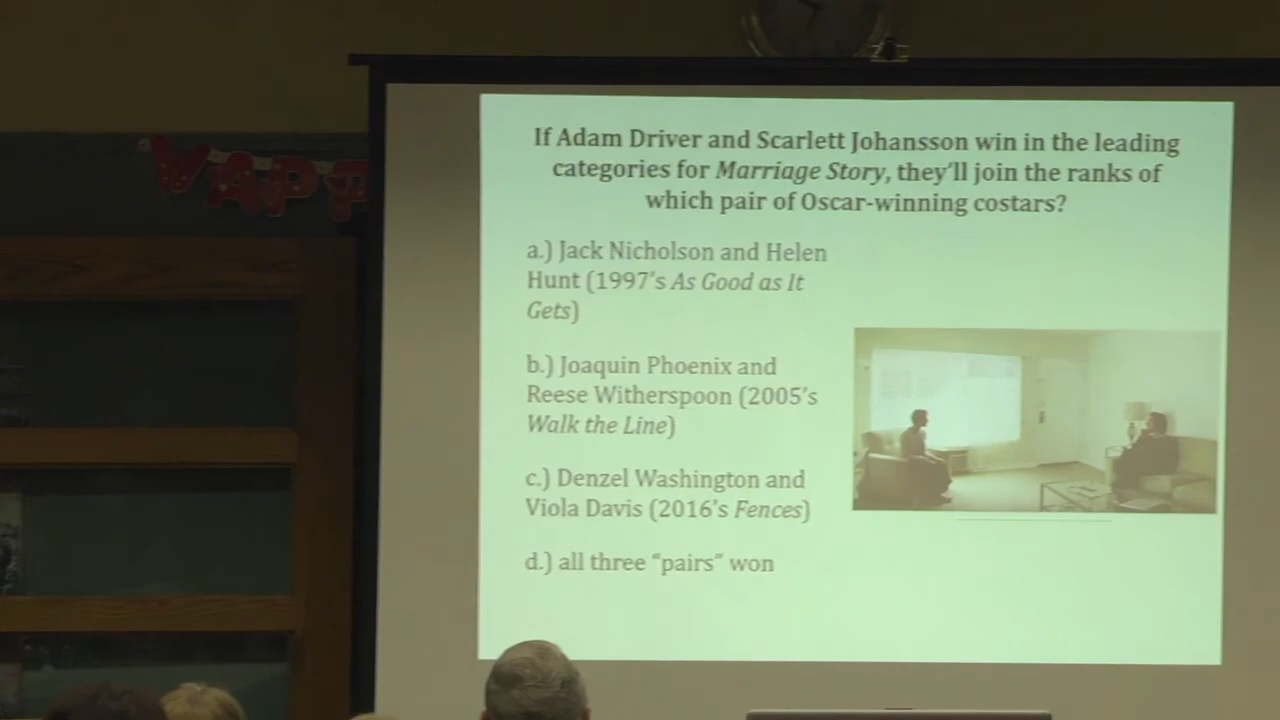 If Adam Driver and Scarlett Johansson win in the leading
categories for Marriage Story, they'll join the ranks of
which pair of Oscar-winning costars?
a.) Jack Nicholson and Helen
Hunt (1997's As Good as It
Gets)
b.) Joaquin Phoenix and
Reese Witherspoon (2005's
Walk the Line)
c.) Denzel Washington and
Viola Davis (2016's Fences)
d.) all three “pairs” won